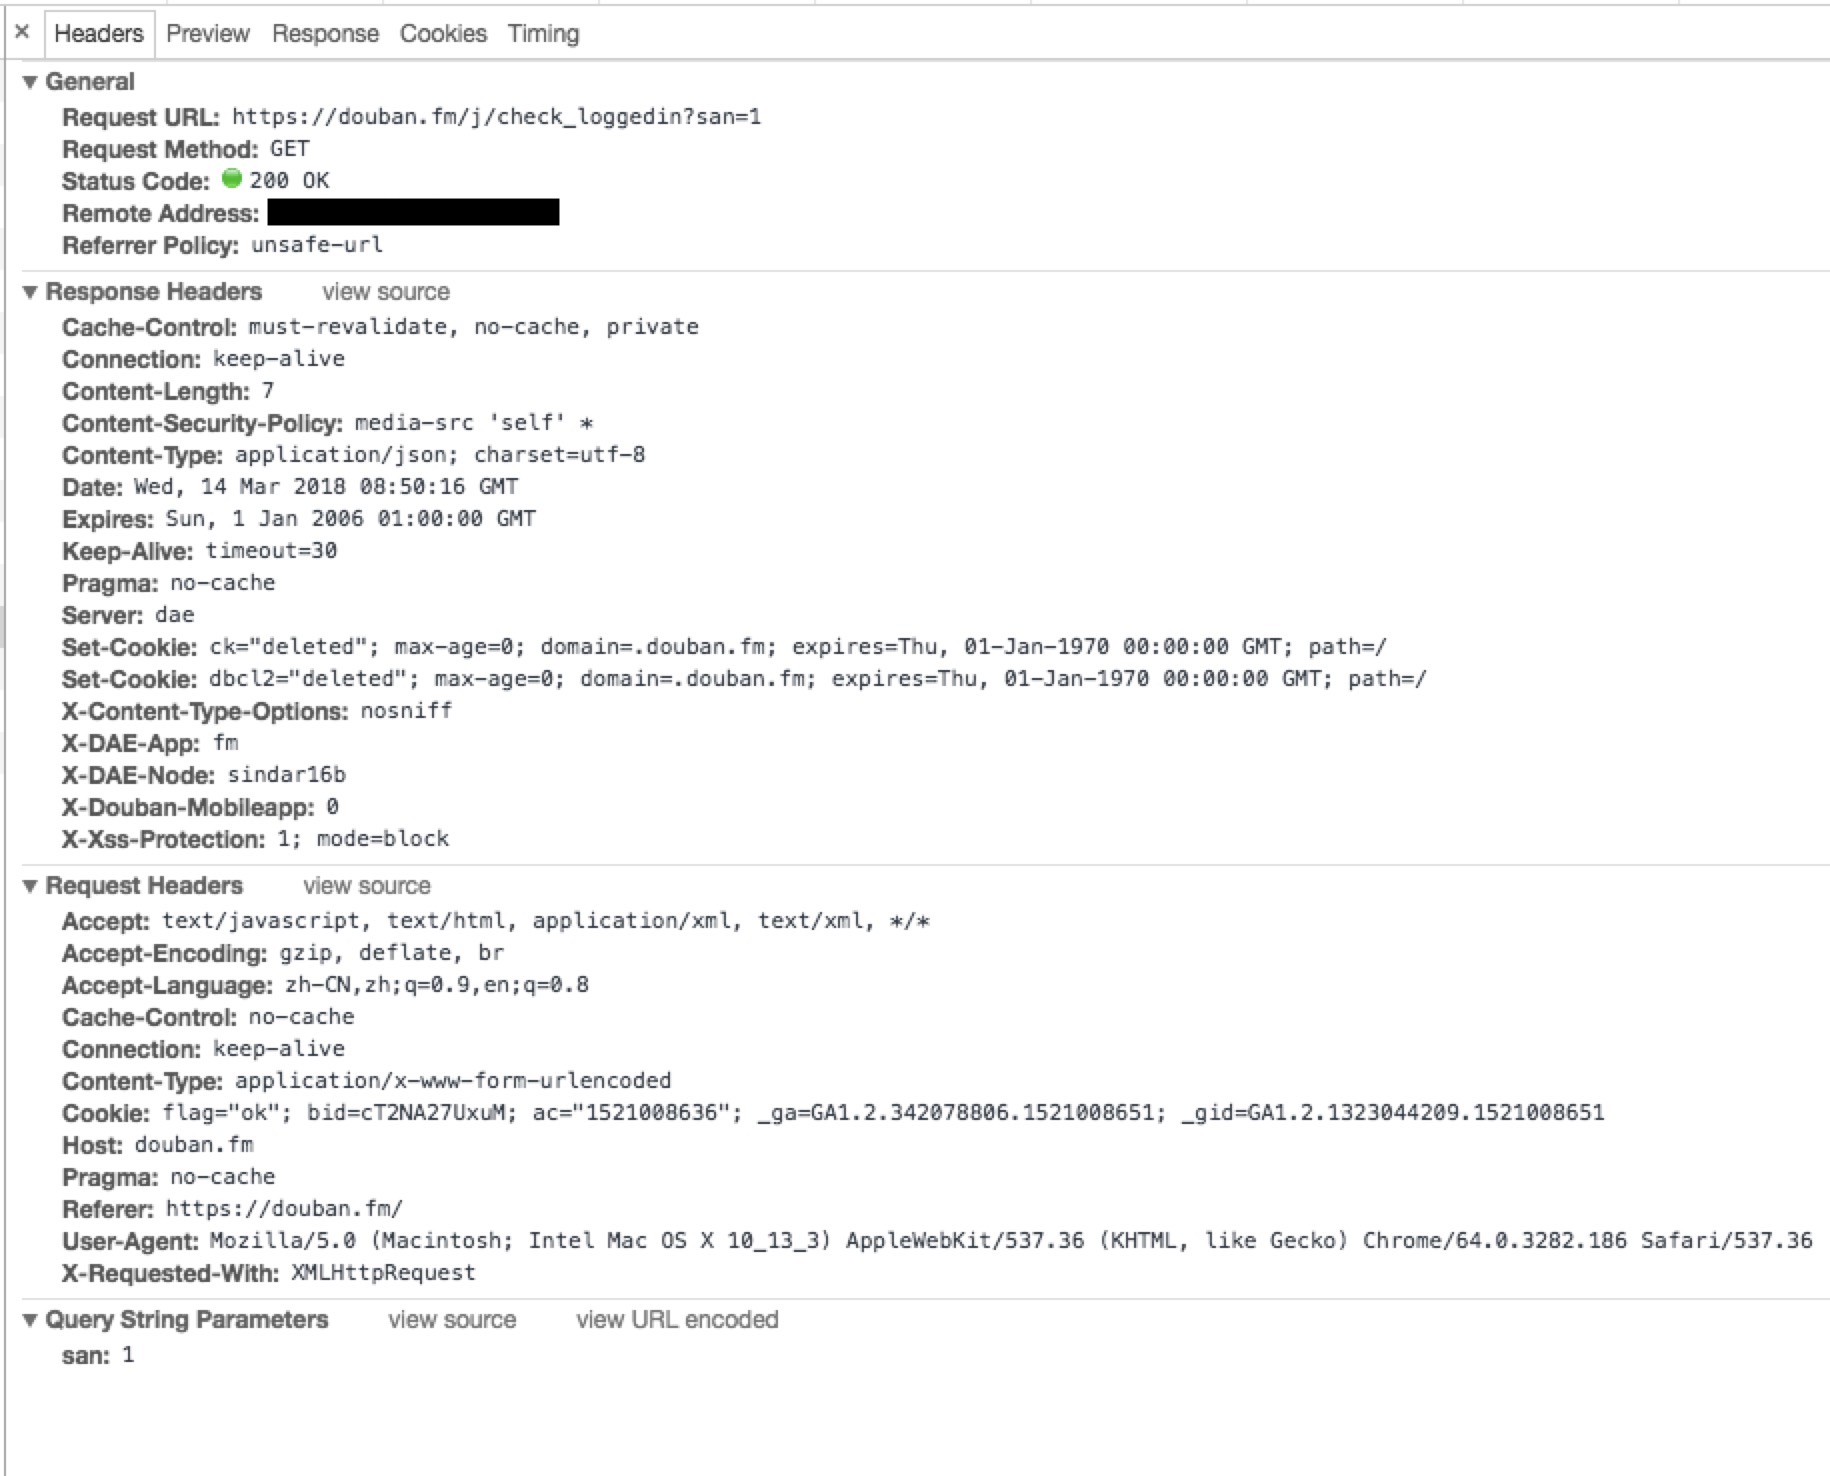 × Headers Preview Response Cookies Timing
▼ General
Request URL: https://douban.fm/j/check_loggedin?san=1
Request Method: GET
Status Code: 200 OK
Remote Address:
Referrer Policy: unsafe-url
▼ Response Headers view source
Cache-Control: must-revalidate, no-cache, private
Connection: keep-alive
Content-Length: 7
Content-Security-Policy: media-src 'self' *
Content-Type: application/json; charset=utf-8
Date: Wed, 14 Mar 2018 08:50:16 GMT
Expires: Sun, 1 Jan 2006 01:00:00 GMT
Keep-Alive: timeout=30
Pragma: no-cache
Server: dae
Set-Cookie: ck="deleted"; max-age=0; domain=.douban.fm; expires=Thu, 01-Jan-1970 00:00:00 GMT; path=/
Set-Cookie: dbcl2="deleted"; max-age=0; domain=.douban.fm; expires=Thu, 01-Jan-1970 00:00:00 GMT; path=/
X-Content-Type-Options: nosniff
X-DAE-App: fm
X-DAE-Node: sindar16b
X-Douban-Mobileapp: 0
X-Xss-Protection: 1; mode=block
▼ Request Headers view source
Accept: text/javascript, text/html, application/xml, text/xml, */*
Accept-Encoding: gzip, deflate, br
Accept-Language: zh-CN,zh;q=0.9,en;q=0.8
Cache-Control: no-cache
Connection: keep-alive
Content-Type: application/x-www-form-urlencoded
Cookie: flag="ok"; bid=cT2NA27UxuM; ac="1521008636"; _ga=GA1.2.342078806.1521008651; _gid=GA1.2.1323044209.1521008651
Host: douban.fm
Pragma: no-cache
Referer: https://douban.fm/
User-Agent: Mozilla/5.0 (Macintosh; Intel Mac OS X 10_13_3) AppleWebKit/537.36 (KHTML, like Gecko) Chrome/64.0.3282.186 Safari/537.36
X-Requested-With: XMLHttpRequest
▼ Query String Parameters view source view URL encoded
san: 1